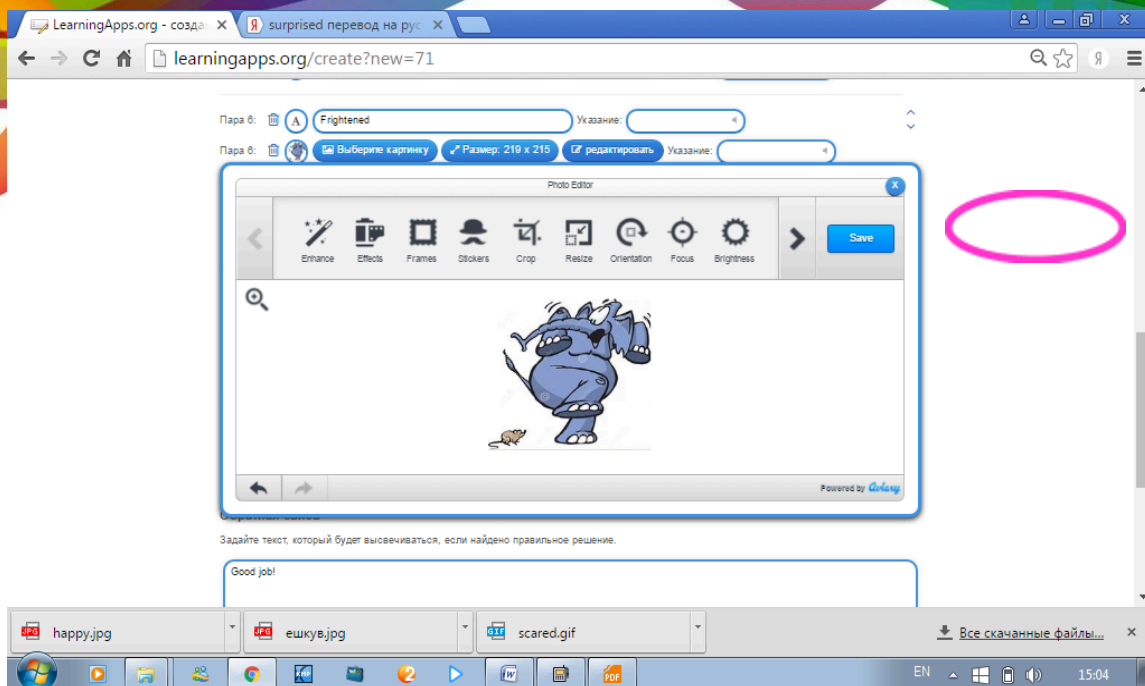 LearningApps.org - созда
surprised перевод на рус
learningapps.org/create?new=71
Пара 6: A Frightened Указание:
Пара 6: Выберите картинку Размер: 219 x 215 редактировать Указание:
Photo Editor
Enhance Effects Frames Stickers Crop Resize Orientation Focus Brightness Save
Powered by Aviary
Задайте текст, который будет высвечиваться, если найдено правильное решение.
Good job!
happy.jpg ешкув.jpg scared.gif Все скачанные файлы...
EN 15:04